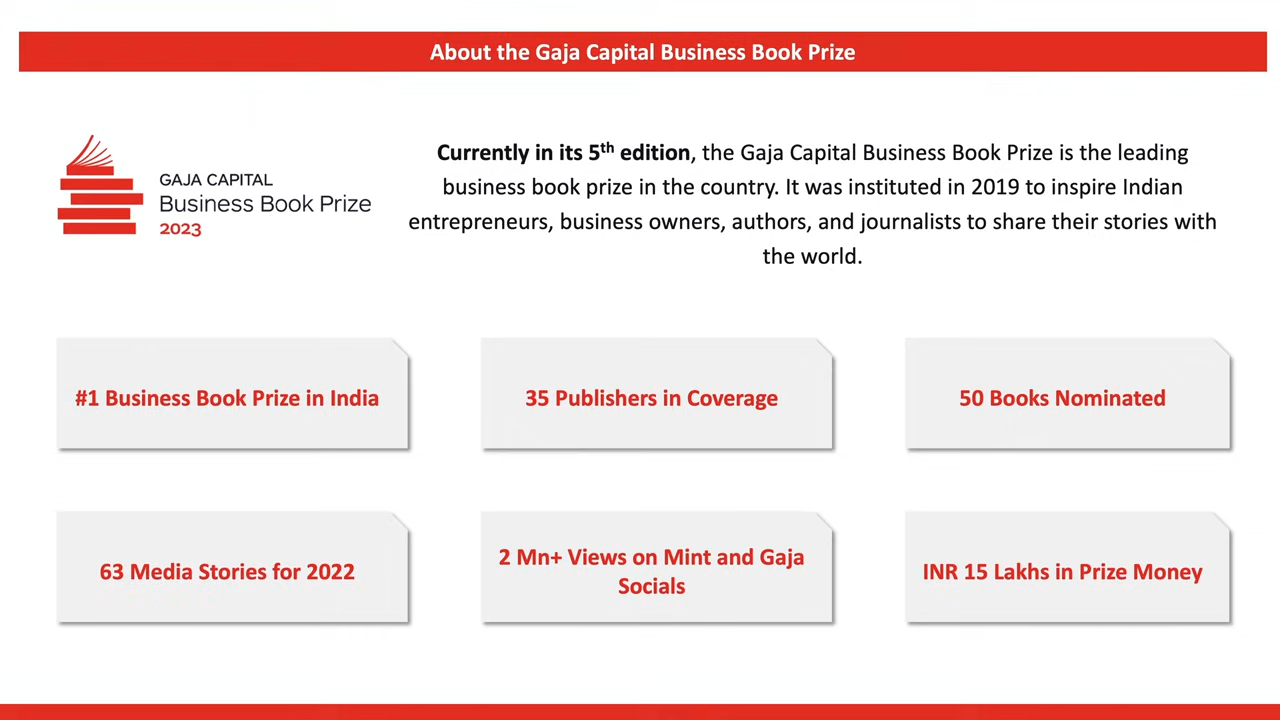 About the Gaja Capital Business Book Prize
GAJA CAPITAL
Business Book Prize
2023
Currently in its 5th edition, the Gaja Capital Business Book Prize is the leading
business book prize in the country. It was instituted in 2019 to inspire Indian
entrepreneurs, business owners, authors, and journalists to share their stories with
the world.
#1 Business Book Prize in India
35 Publishers in Coverage
50 Books Nominated
63 Media Stories for 2022
2 Mn+ Views on Mint and Gaja
Socials
INR 15 Lakhs in Prize Money